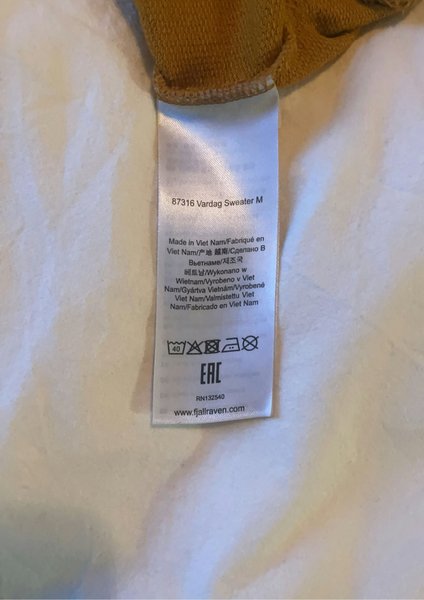 87316 Vardag Sweater M
Made in Viet Nam/Fabriqué en
Viet Nam/产地 越南/Сделано В
Вьетнаме/제조국
베트남/Wykonano w
Wietnam/Vyrobeno v Viet
Nam/Gyártva Vietnám/Vyrobené
Viet Nam/Valmistettu Viet
Nam/Fabricado en Viet Nam
40
EAC
RN132540
www.fjallraven.com